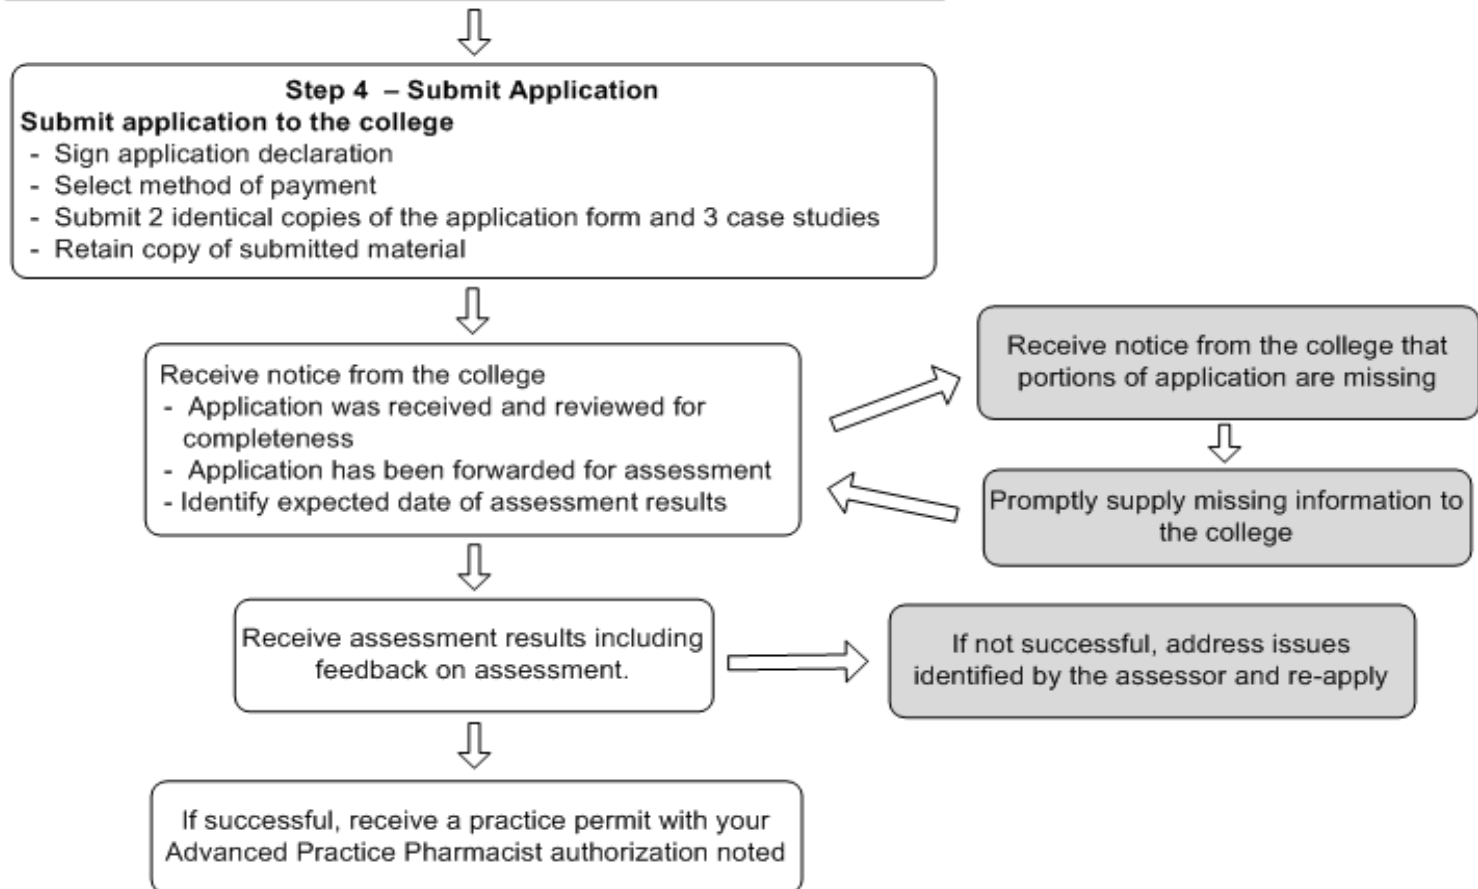 Step 4 – Submit Application
Submit application to the college
- Sign application declaration
- Select method of payment
- Submit 2 identical copies of the application form and 3 case studies
- Retain copy of submitted material
Receive notice from the college
- Application was received and reviewed for
completeness
- Application has been forwarded for assessment
- Identify expected date of assessment results
Receive notice from the college that
portions of application are missing
Promptly supply missing information to
the college
Receive assessment results including
feedback on assessment.
If not successful, address issues
identified by the assessor and re-apply
If successful, receive a practice permit with your
Advanced Practice Pharmacist authorization noted